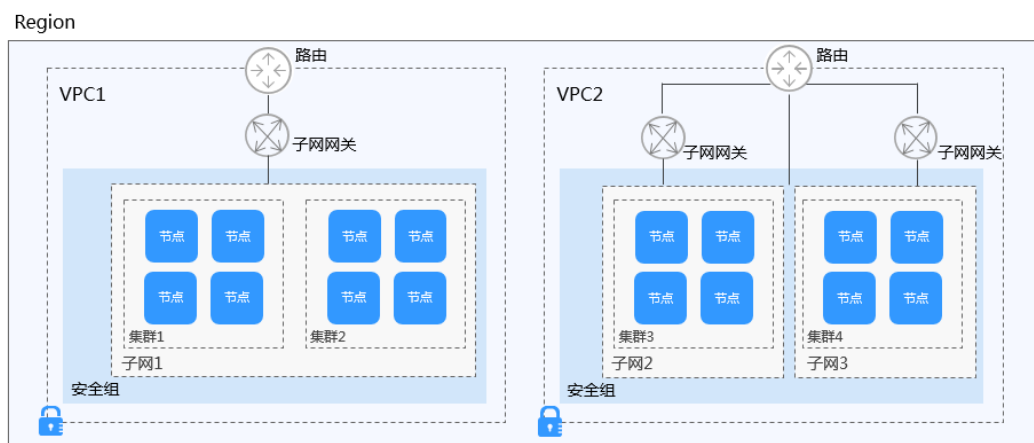 Region
路由
VPC1
子网网关
节点 节点 节点 节点
节点 节点 节点 节点
集群1 集群2
子网1
安全组
路由
VPC2
子网网关 子网网关
节点 节点 节点 节点
节点 节点 节点 节点
集群3 集群4
子网2 子网3
安全组